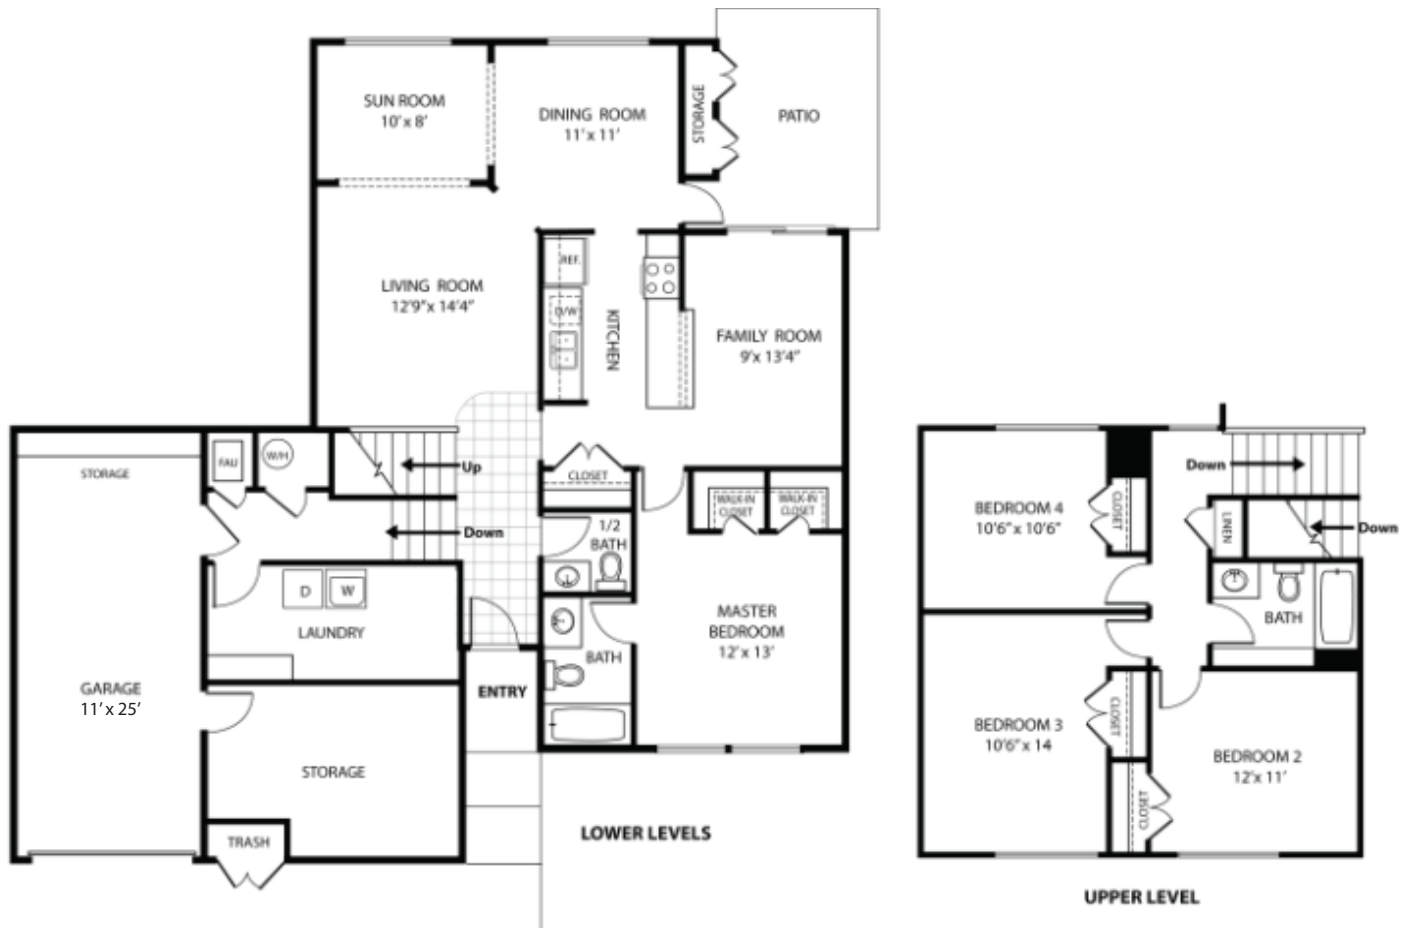 SUN ROOM
10' x 8'
DINING ROOM
11' x 11'
STORAGE
PATIO
LIVING ROOM
12'9" x 14'4"
REF.
D/W
KITCHEN
FAMILY ROOM
9' x 13'4"
STORAGE
FAU
W/H
Up
Down
CLOSET
WALK-IN
CLOSET
WALK-IN
CLOSET
1/2
BATH
D
W
LAUNDRY
MASTER
BEDROOM
12' x 13'
BATH
GARAGE
11' x 25'
ENTRY
STORAGE
TRASH
LOWER LEVELS
Down
BEDROOM 4
10'6" x 10'6"
CLOSET
LINEN
Down
BATH
BEDROOM 3
10'6" x 14
CLOSET
BEDROOM 2
12' x 11'
CLOSET
UPPER LEVEL